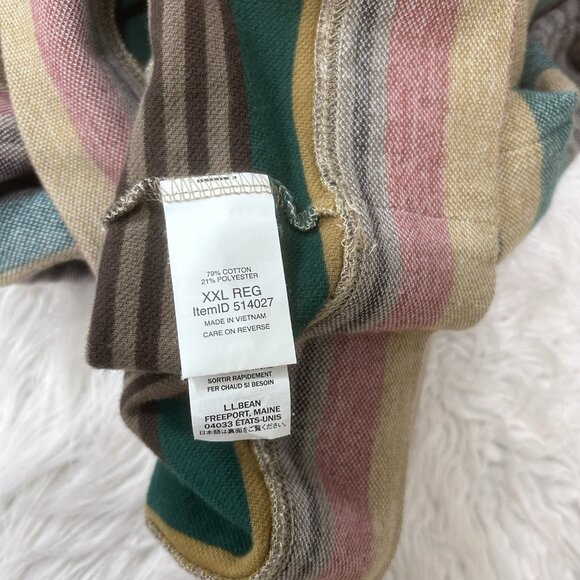 79% COTTON
21% POLYESTER
XXL REG
ItemID 514027
MADE IN VIETNAM
CARE ON REVERSE
SORTIR RAPIDEMENT
FER CHAUD SI BESOIN
L.L.BEAN
FREEPORT, MAINE
04033 ÉTATS-UNIS
日本語は裏面をご覧ください。